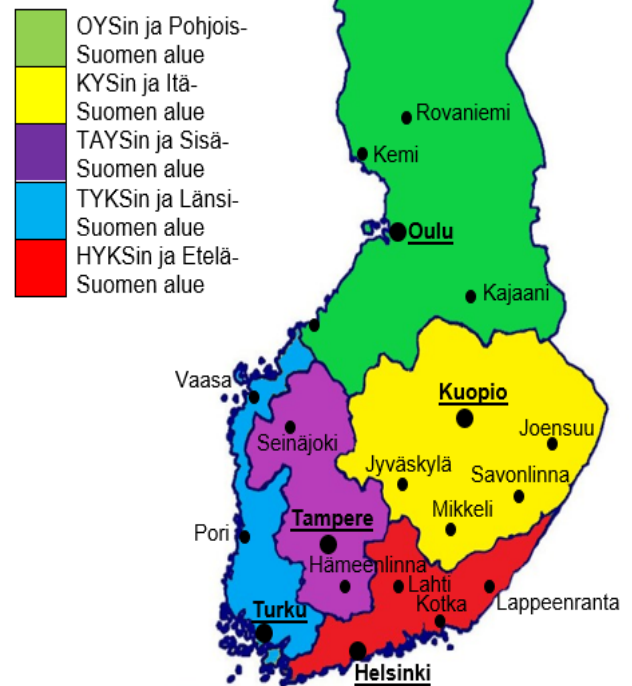 OYSin ja Pohjois-
Suomen alue
KYSin ja Itä-
Suomen alue
TAYSin ja Sisä-
Suomen alue
TYKSin ja Länsi-
Suomen alue
HYKSin ja Etelä-
Suomen alue
Rovaniemi
Kemi
Oulu
Kajaani
Vaasa
Kuopio
Joensuu
Seinäjoki
Jyväskylä
Savonlinna
Mikkeli
Tampere
Pori
Hämeenlinna
Lahti
Lappeenranta
Kotka
Turku
Helsinki